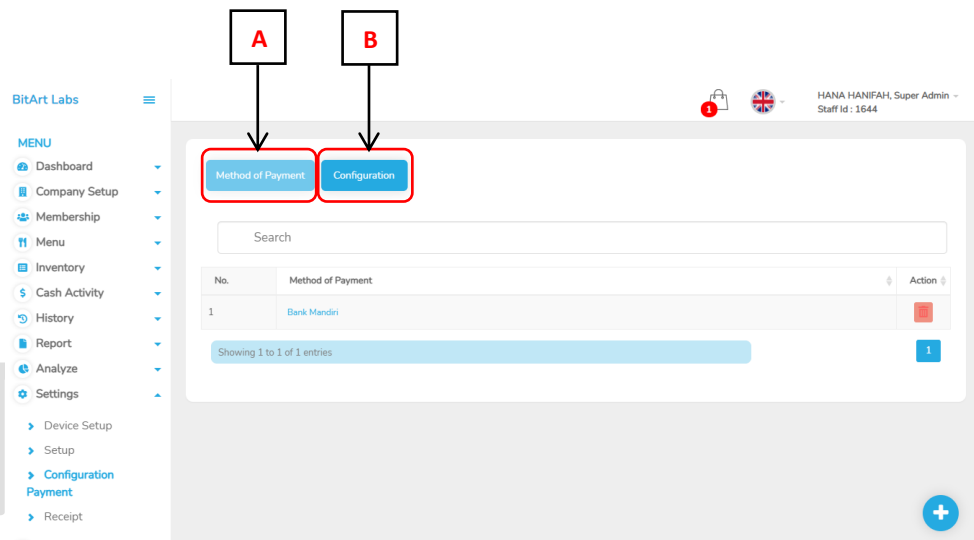 A
B
BitArt Labs
1
HANA HANIFAH, Super Admin
Staff Id : 1644
MENU
Dashboard
Company Setup
Membership
Menu
Inventory
Cash Activity
History
Report
Analyze
Settings
Device Setup
Setup
Configuration
Payment
Receipt
Method of Payment
Configuration
Search
No.
Method of Payment
Action
1
Bank Mandiri
Showing 1 to 1 of 1 entries
1